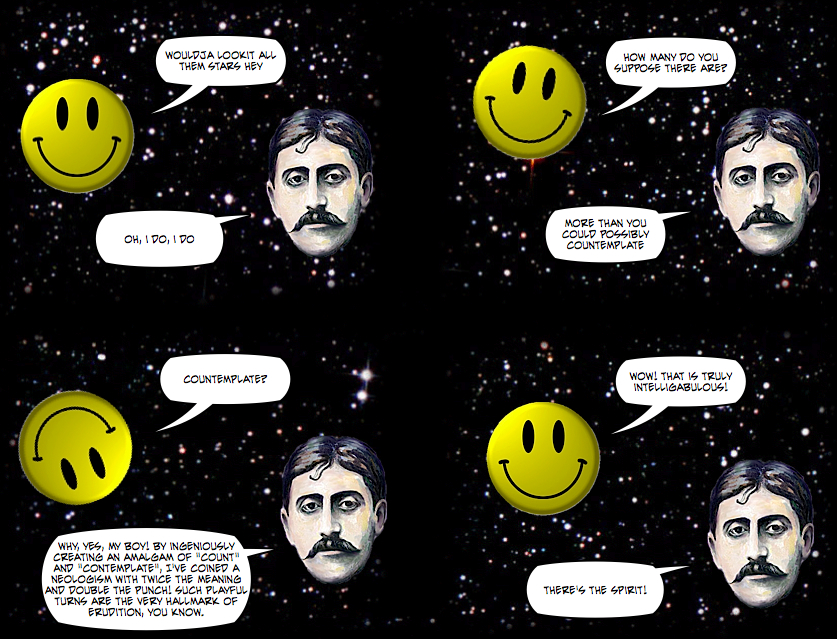 WOULDJA LOOKIT ALL
THEM STARS HEY
OH, I DO, I DO
HOW MANY DO YOU
SUPPOSE THERE ARE?
MORE THAN YOU
COULD POSSIBLY
COUNTEMPLATE
COUNTEMPLATE?
WHY, YES, MY BOY! BY INGENIOUSLY
CREATING AN AMALGAM OF "COUNT"
AND "CONTEMPLATE", I'VE COINED A
NEOLOGISM WITH TWICE THE MEANING
AND DOUBLE THE PUNCH! SUCH PLAYFUL
TURNS ARE THE VERY HALLMARK OF
ERUDITION, YOU KNOW.
WOW! THAT IS TRULY
INTELLIGABULOUS!
THERE'S THE SPIRIT!